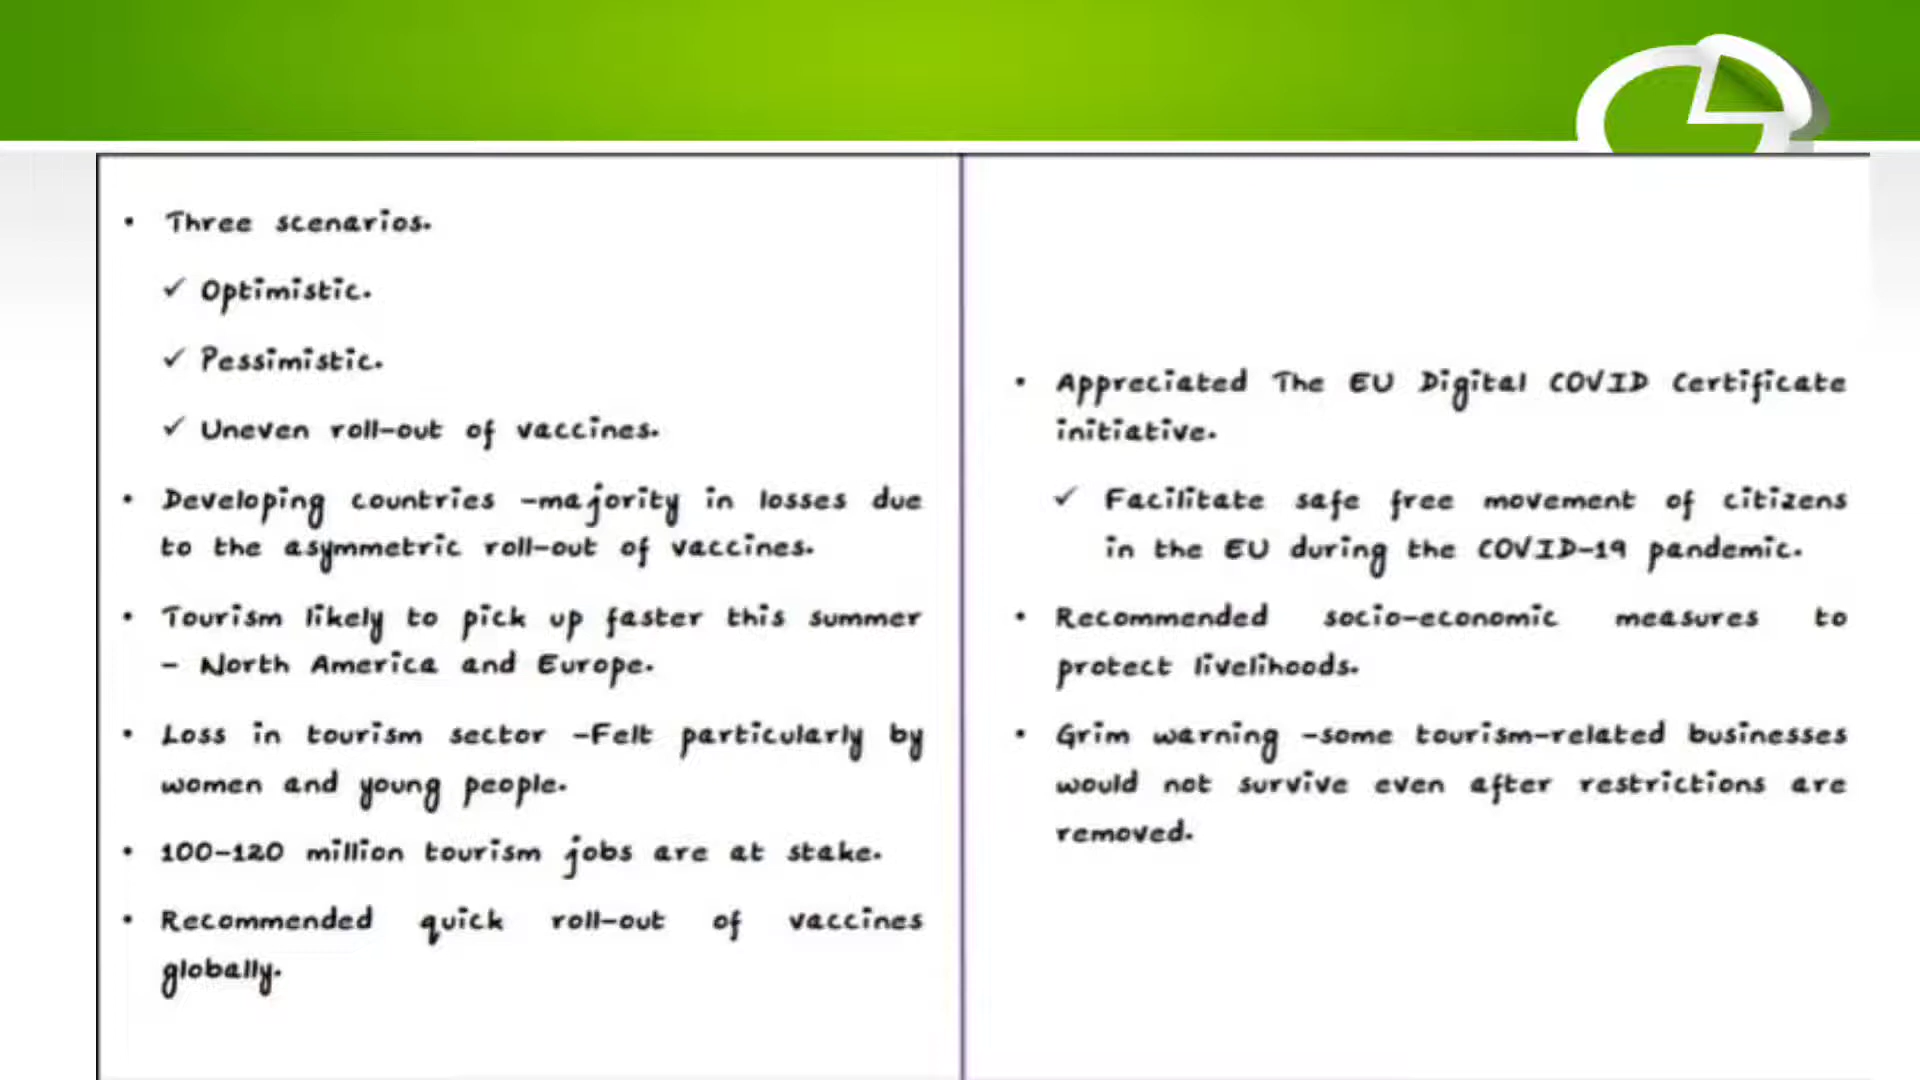 • Three scenarios.
✓ Optimistic.
✓ Pessimistic.
✓ Uneven roll-out of vaccines.
• Developing countries -majority in losses due
to the asymmetric roll-out of vaccines.
• Tourism likely to pick up faster this summer
- North America and Europe.
• Loss in tourism sector -Felt particularly by
women and young people.
• 100-120 million tourism jobs are at stake.
• Recommended quick roll-out of vaccines
globally.
• Appreciated The EU Digital COVID Certificate
initiative.
✓ Facilitate safe free movement of citizens
in the EU during the COVID-19 pandemic.
• Recommended socio-economic measures to
protect livelihoods.
• Grim warning -some tourism-related businesses
would not survive even after restrictions are
removed.